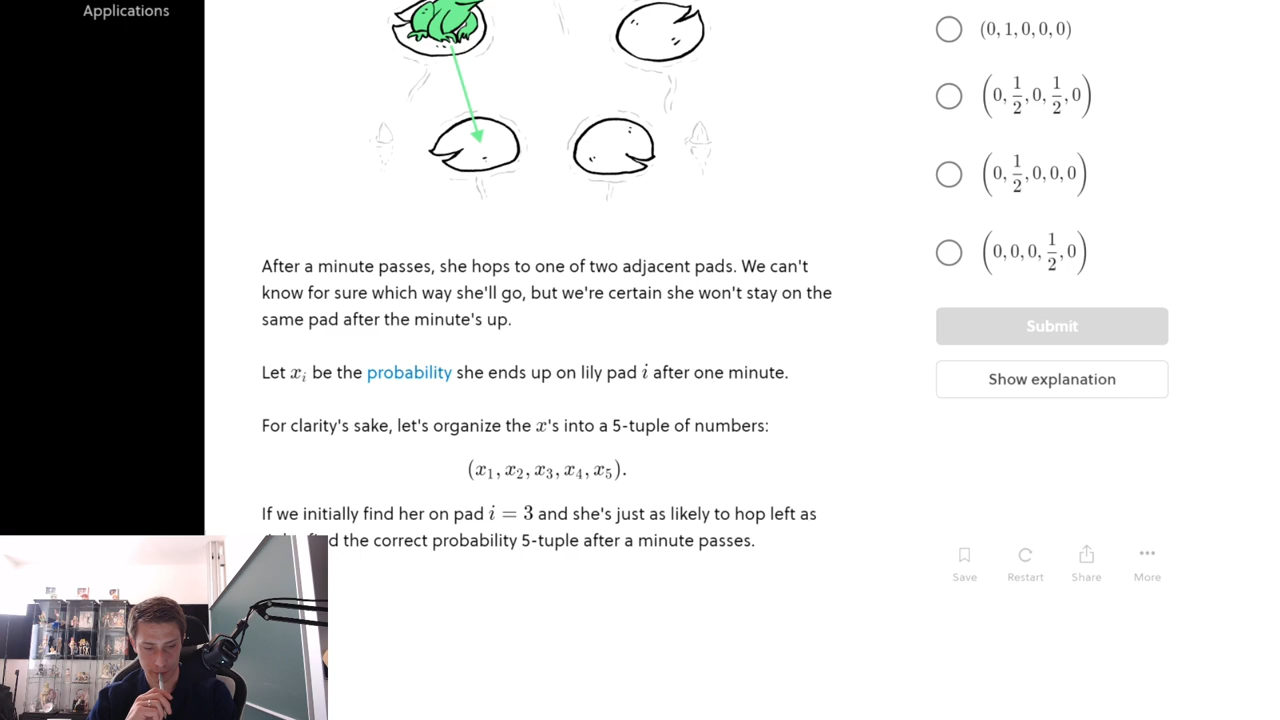 Applications
After a minute passes, she hops to one of two adjacent pads. We can't
know for sure which way she'll go, but we're certain she won't stay on the
same pad after the minute's up.
Let x_i be the probability she ends up on lily pad i after one minute.
For clarity's sake, let's organize the x's into a 5-tuple of numbers:
(x_1, x_2, x_3, x_4, x_5).
If we initially find her on pad i = 3 and she's just as likely to hop left as
the correct probability 5-tuple after a minute passes.
(0, 1, 0, 0, 0)
(0, 1/2, 0, 1/2, 0)
(0, 1/2, 0, 0, 0)
(0, 0, 0, 1/2, 0)
Submit
Show explanation
Save Restart Share More